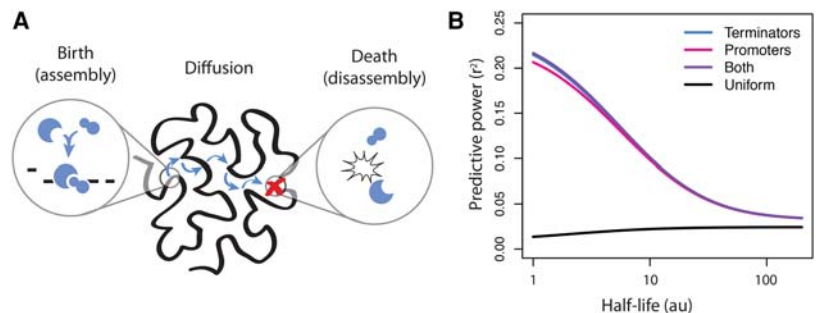 A
Birth
(assembly)
Diffusion
Death
(disassembly)
B
Predictive power (r²)
0.25
0.20
0.15
0.10
0.05
0.00
Terminators
Promoters
Both
Uniform
1
10
100
Half-life (au)